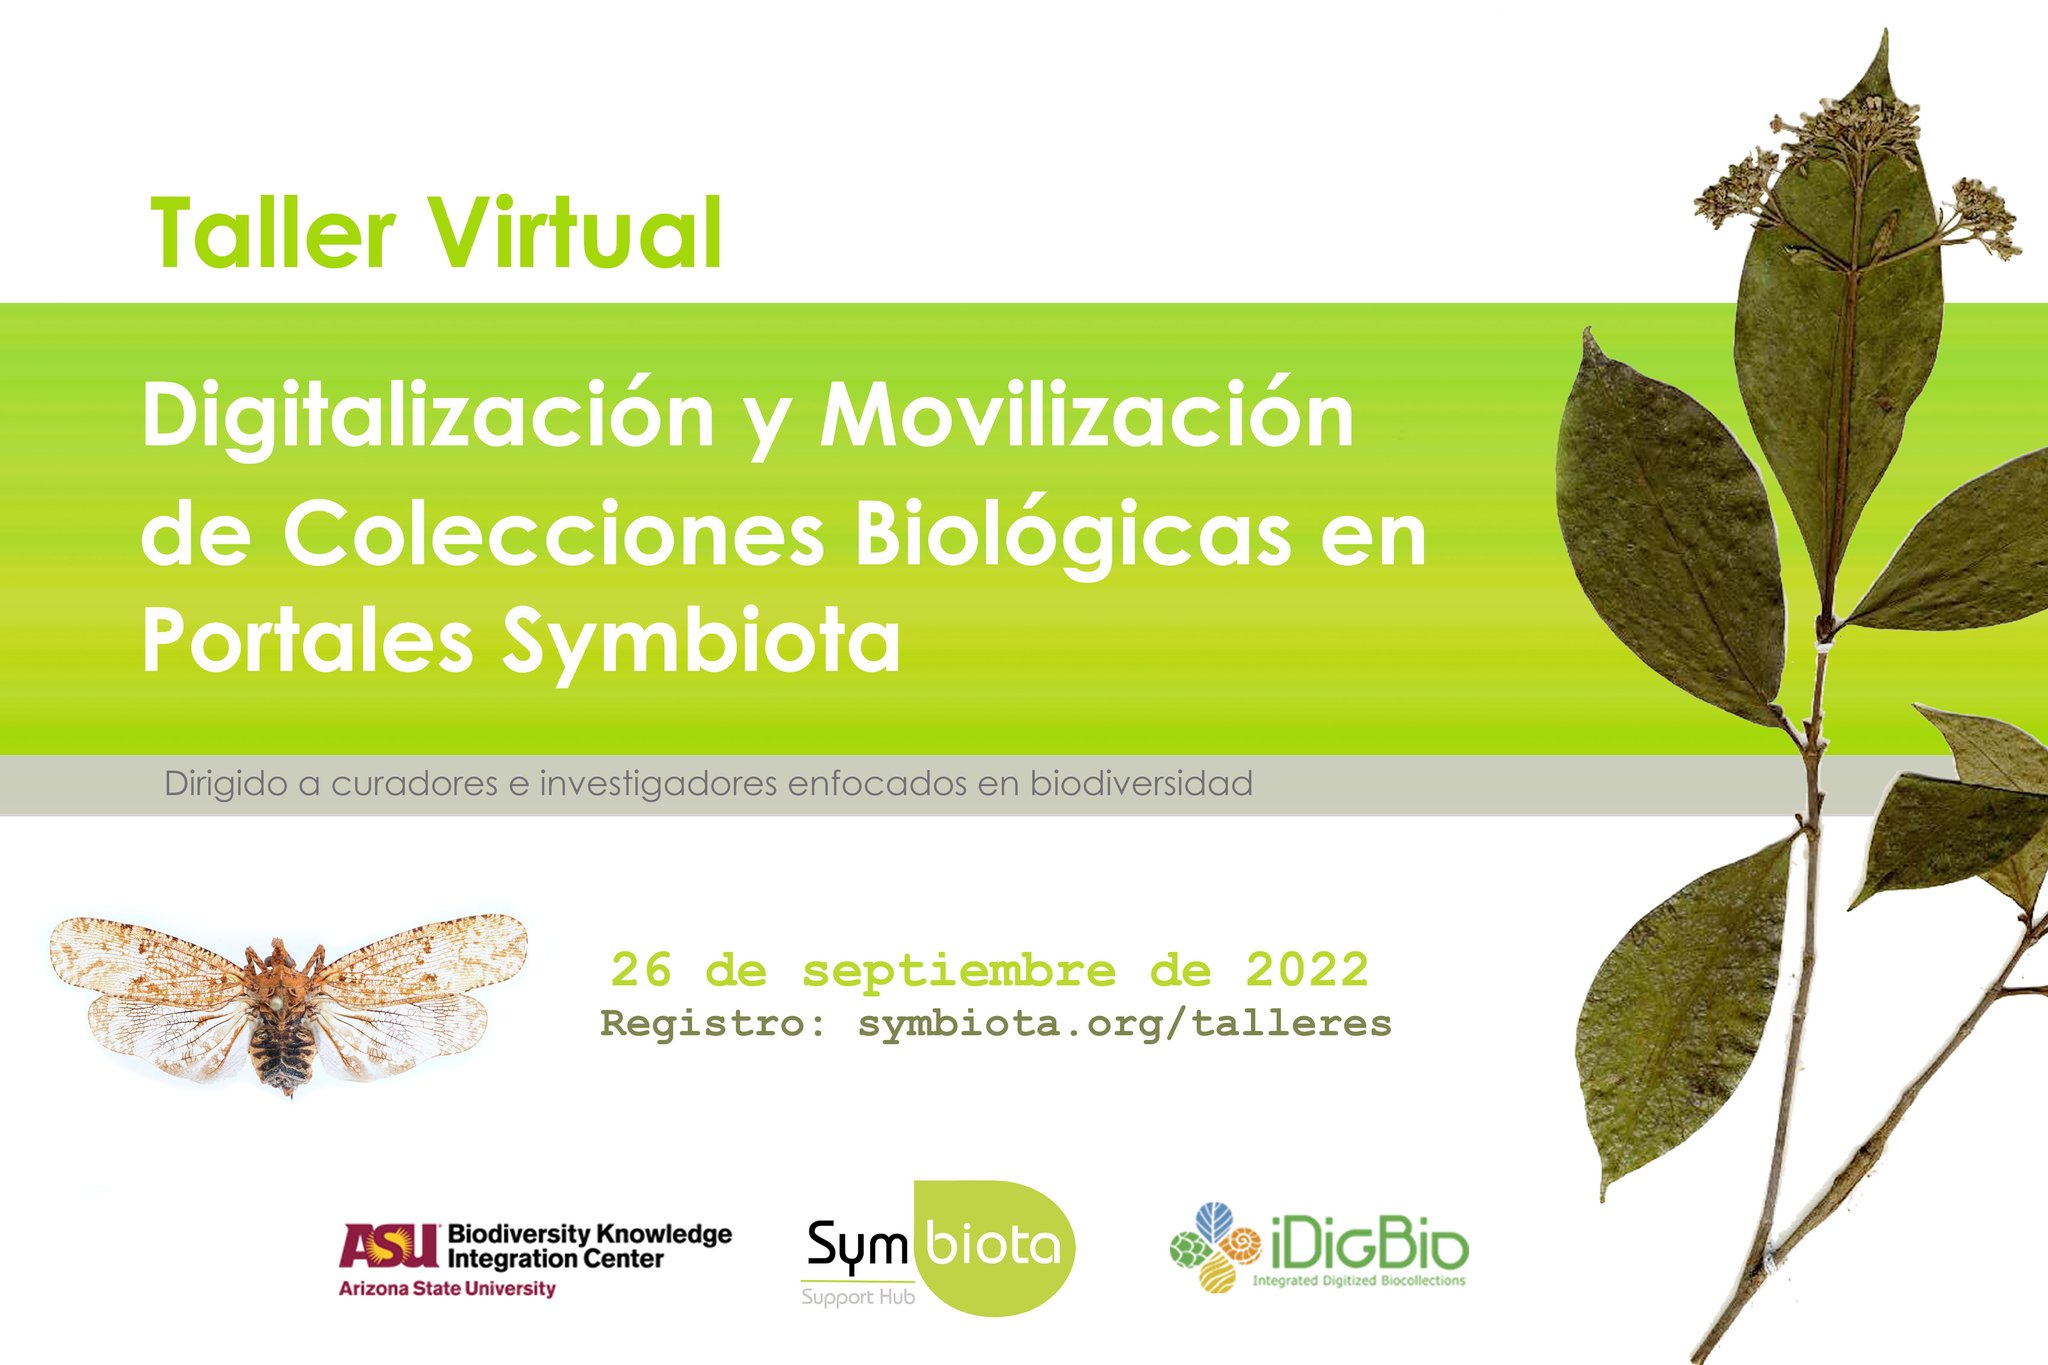 Taller Virtual
Digitalización y Movilización
de Colecciones Biológicas en
Portales Symbiota
Dirigido a curadores e investigadores enfocados en biodiversidad
26 de septiembre de 2022
Registro: symbiota.org/talleres
ASU Biodiversity Knowledge
Integration Center
Arizona State University
Symbiota
Support Hub
iDigBio
Integrated Digitized Biocollections